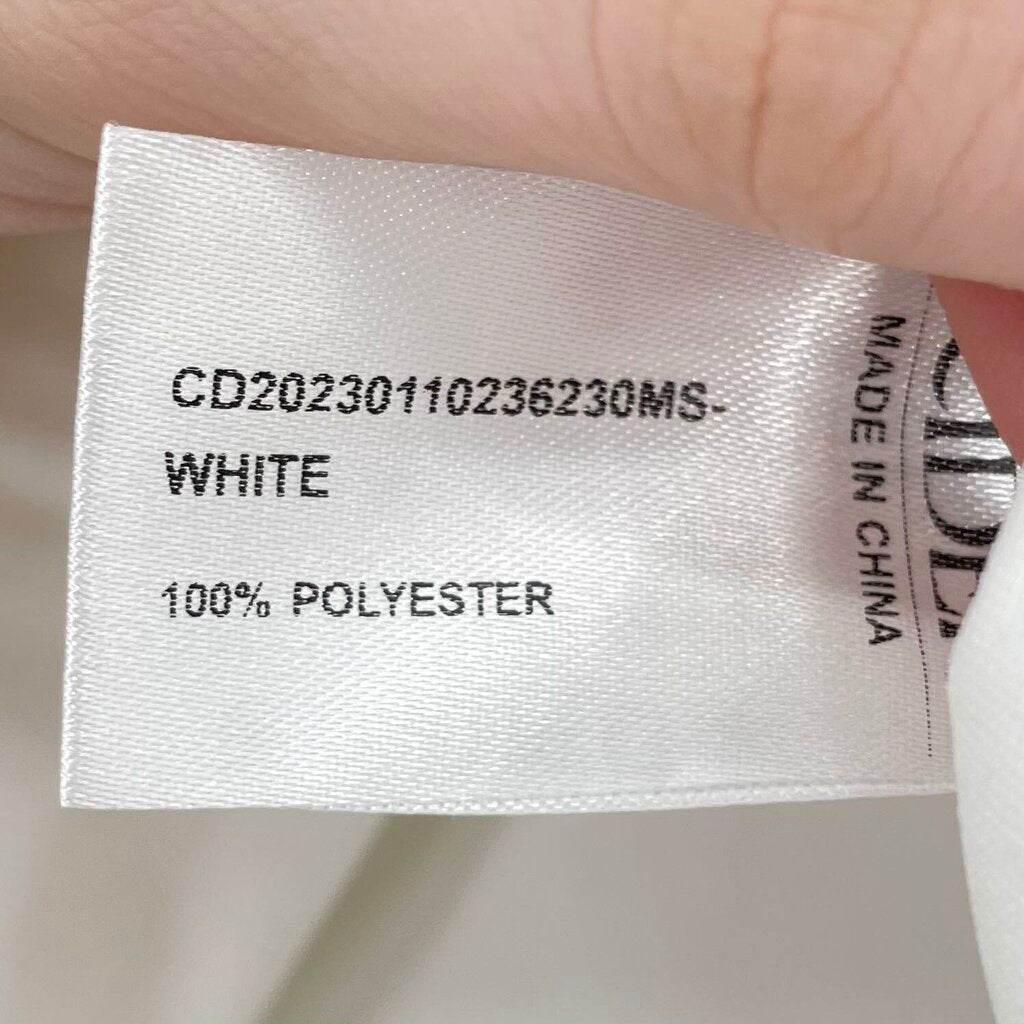 CD20230110236230MS-
WHITE
100% POLYESTER
MADE IN CHINA